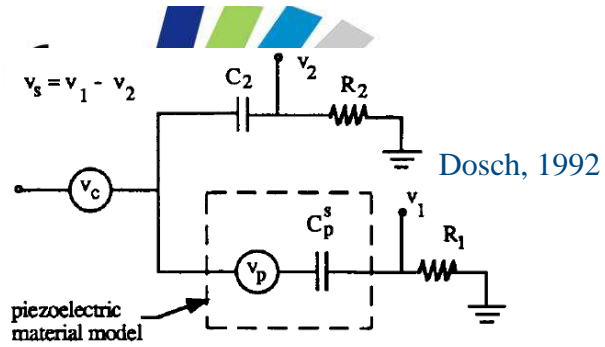 v_s = v_1 - v_2
C_2
v_2
R_2
Dosch, 1992
v_c
v_1
C_p^s
R_1
v_p
piezoelectric
material model